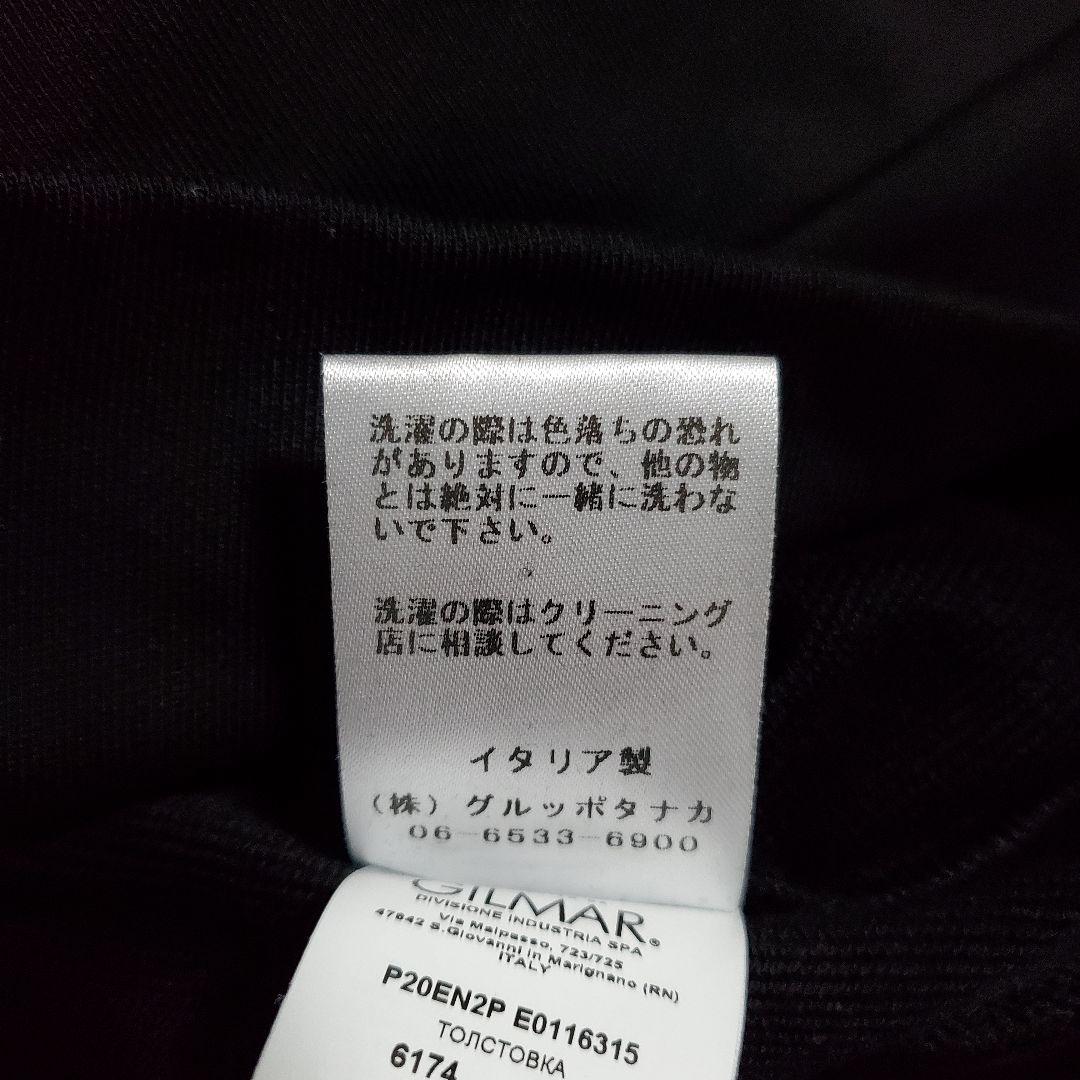 洗濯の際は色落ちの恐れ
がありますので、他の物
とは絶対に一緒に洗わな
いで下さい。
洗濯の際はクリーニング
店に相談してください。
イタリア製
（株）グルッポタナカ
06-6533-6900
GILMAR®
DIVISIONE INDUSTRIA SPA
Via Malpasso, 723/725
47842 S.Giovanni in Marignano (RN)
ITALY
P20EN2P E0116315
ТОЛСТОВКА
6174